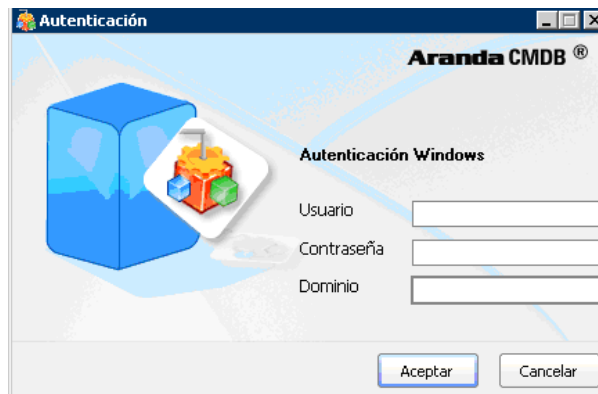 Autenticación
Aranda CMDB ®
Autenticación Windows
Usuario
Contraseña
Dominio
Aceptar
Cancelar